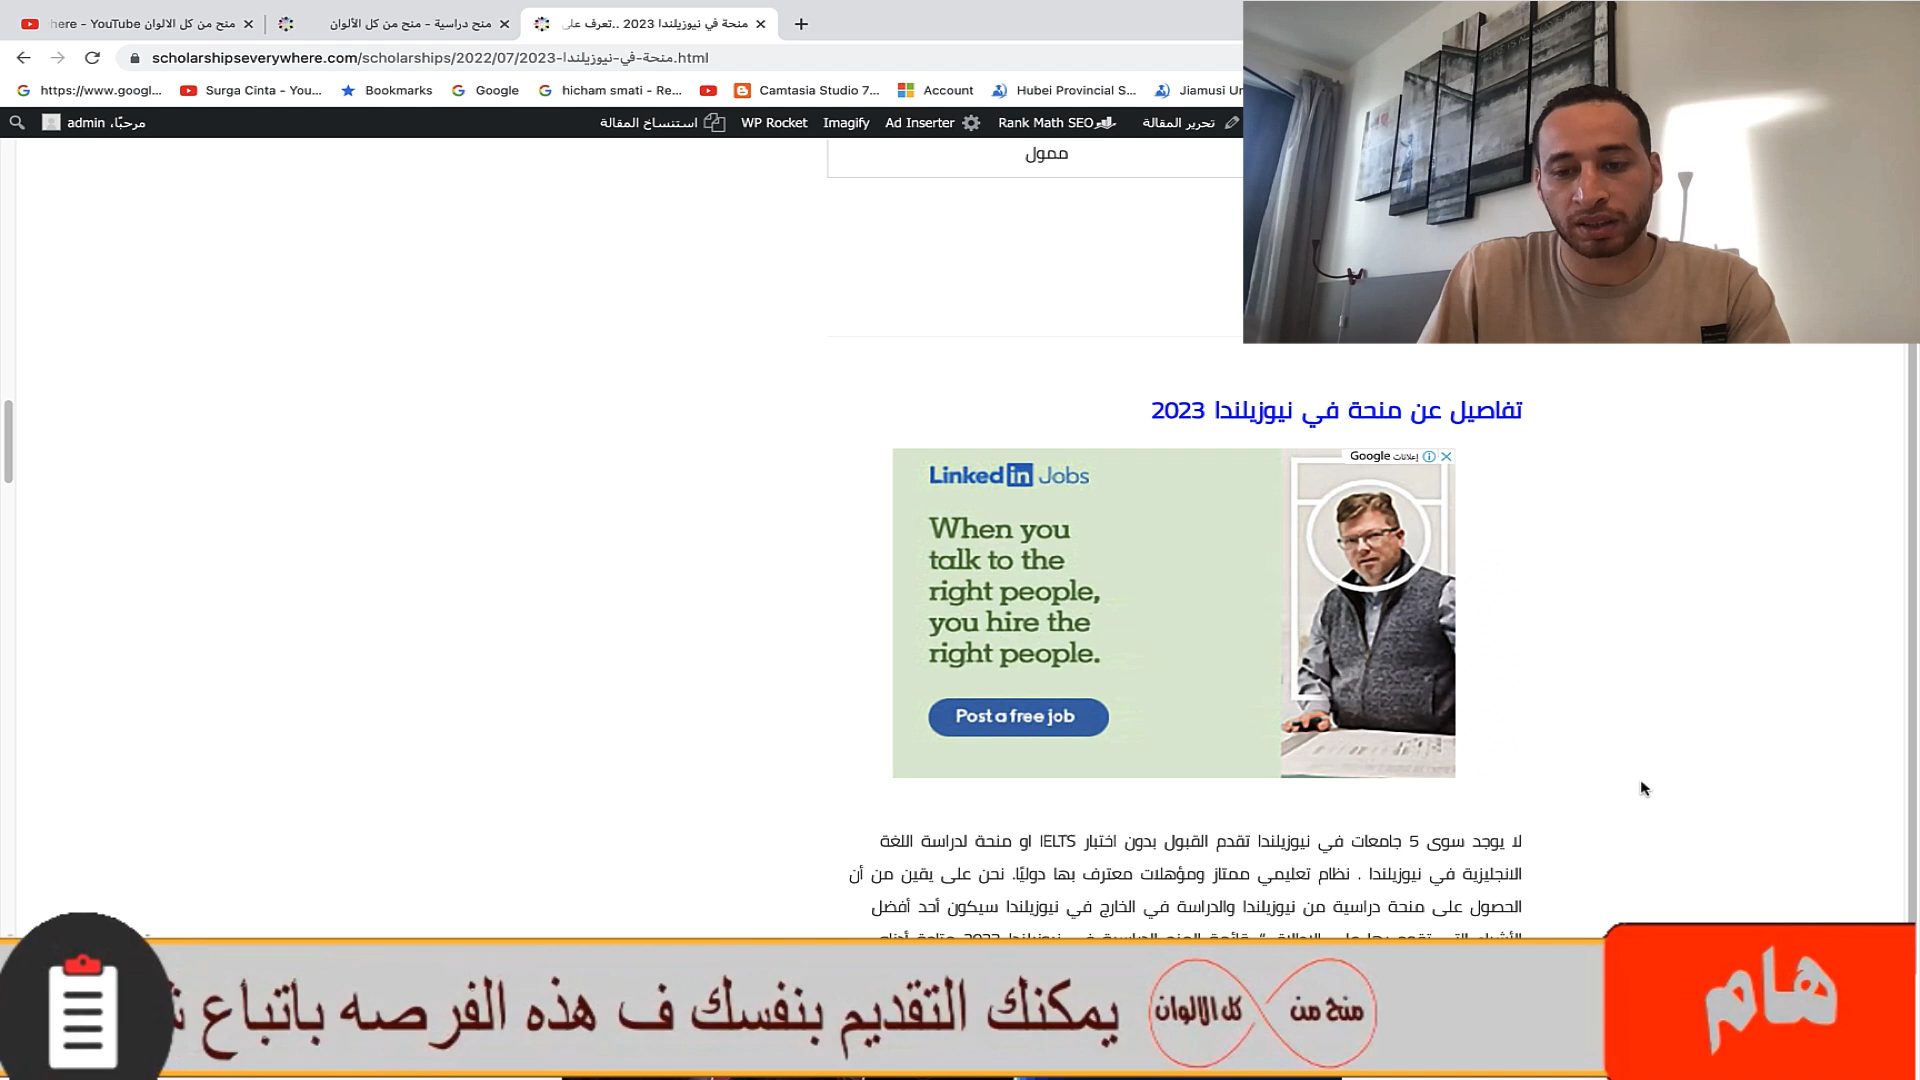 منح من كل الالوان here - YouTube
منح دراسية - منح من كل الألوان
منحة في نيوزيلندا 2023 ..تعرف على
scholarshipseverywhere.com/scholarships/2022/07/منحة-في-نيوزيلندا-2023.html
https://www.googl...
Surga Cinta - You...
Bookmarks
Google
hicham smati - Re...
Camtasia Studio 7...
Account
Hubei Provincial S...
Jiamusi Ur
مرحبًا، admin
استنساخ المقالة
WP Rocket
Imagify
Ad Inserter
Rank Math SEO
تحرير المقالة
ممول
تفاصيل عن منحة في نيوزيلندا 2023
إعلانات Google
Linked in Jobs
When you
talk to the
right people,
you hire the
right people.
Post a free job
لا يوجد سوى 5 جامعات في نيوزيلندا تقدم القبول بدون اختبار IELTS او منحة لدراسة اللغة
الانجليزية في نيوزيلندا . نظام تعليمي ممتاز ومؤهلات معترف بها دوليًا. نحن على يقين من أن
الحصول على منحة دراسية من نيوزيلندا والدراسة في الخارج في نيوزيلندا سيكون أحد أفضل
هام
منح من كل الالوان
يمكنك التقديم بنفسك ف هذه الفرصه باتباع